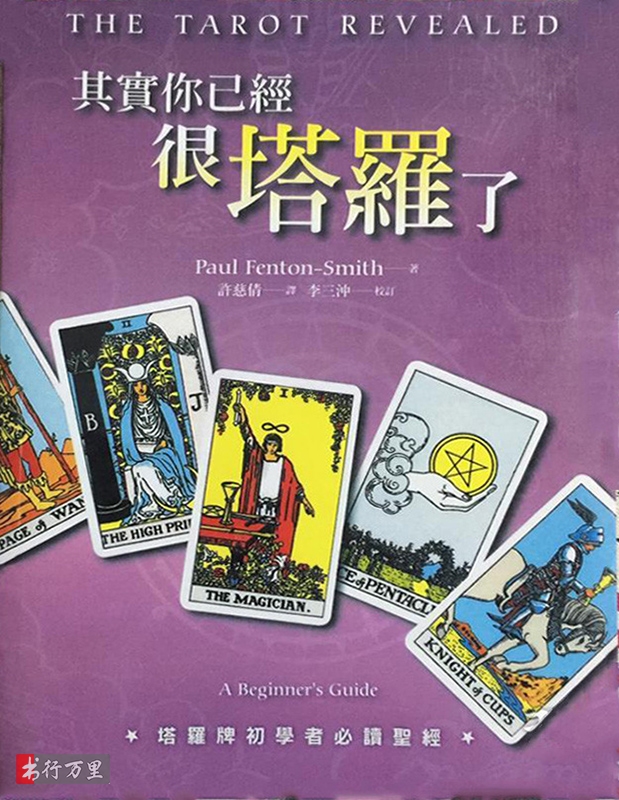 THE TAROT REVEALED
其實你已經
很塔羅了
Paul Fenton-Smith——著
許慈倩——譯 李三沖——校訂
PAGE of WAN
II
B
J
THE HIGH PRI
I
THE MAGICIAN.
E of PENTACU
KNIGHT of CUPS
A Beginner's Guide
★ 塔羅牌初學者必讀聖經 ★
书行万里